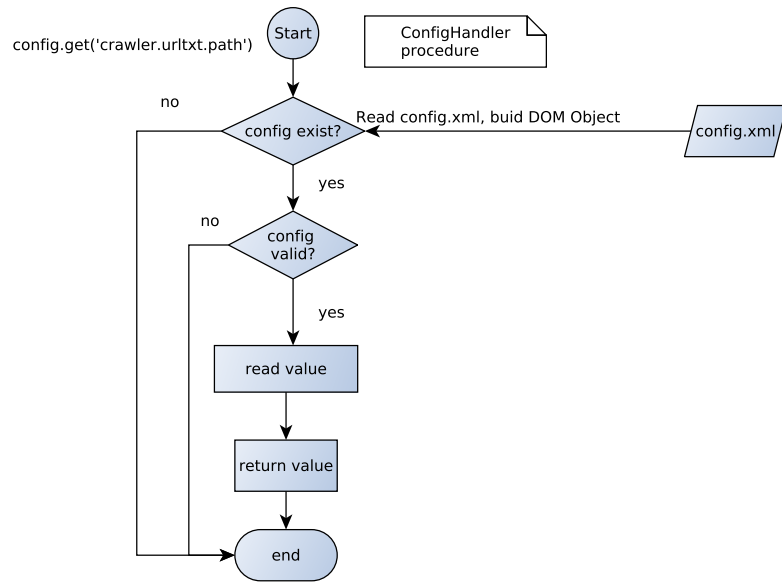 Start
config.get('crawler.urltxt.path')
ConfigHandler
procedure
no
config exist?
Read config.xml, buid DOM Object
config.xml
yes
no
config
valid?
yes
read value
return value
end